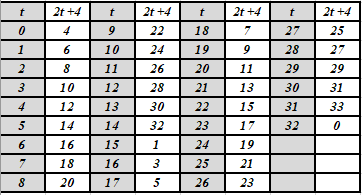 t 2t+4 t 2t+4 t 2t+4 t 2t+4
0 4 9 22 18 7 27 25
1 6 10 24 19 9 28 27
2 8 11 26 20 11 29 29
3 10 12 28 21 13 30 31
4 12 13 30 22 15 31 33
5 14 14 32 23 17 32 0
6 16 15 1 24 19
7 18 16 3 25 21
8 20 17 5 26 23